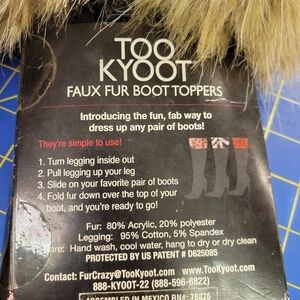 TOO
KYOOT
FAUX FUR BOOT TOPPERS
Introducing the fun, fab way to
dress up any pair of boots!
They're simple to use!
1. Turn legging inside out
2. Pull legging up your leg
3. Slide on your favorite pair of boots
4. Fold fur down over the top of your
boot, and you're ready to go!
Fur: 80% Acrylic, 20% polyester
Legging: 95% Cotton, 5% Spandex
are: Hand wash, cool water, hang to dry or dry clean
PROTECTED BY US PATENT # D625085
Contact: FurCrazy@TooKyoot.com www.TooKyoot.com
888-KYOOT-22 (888-596-6822)
ASSEMBLED IN MEXICO RN#: 78876